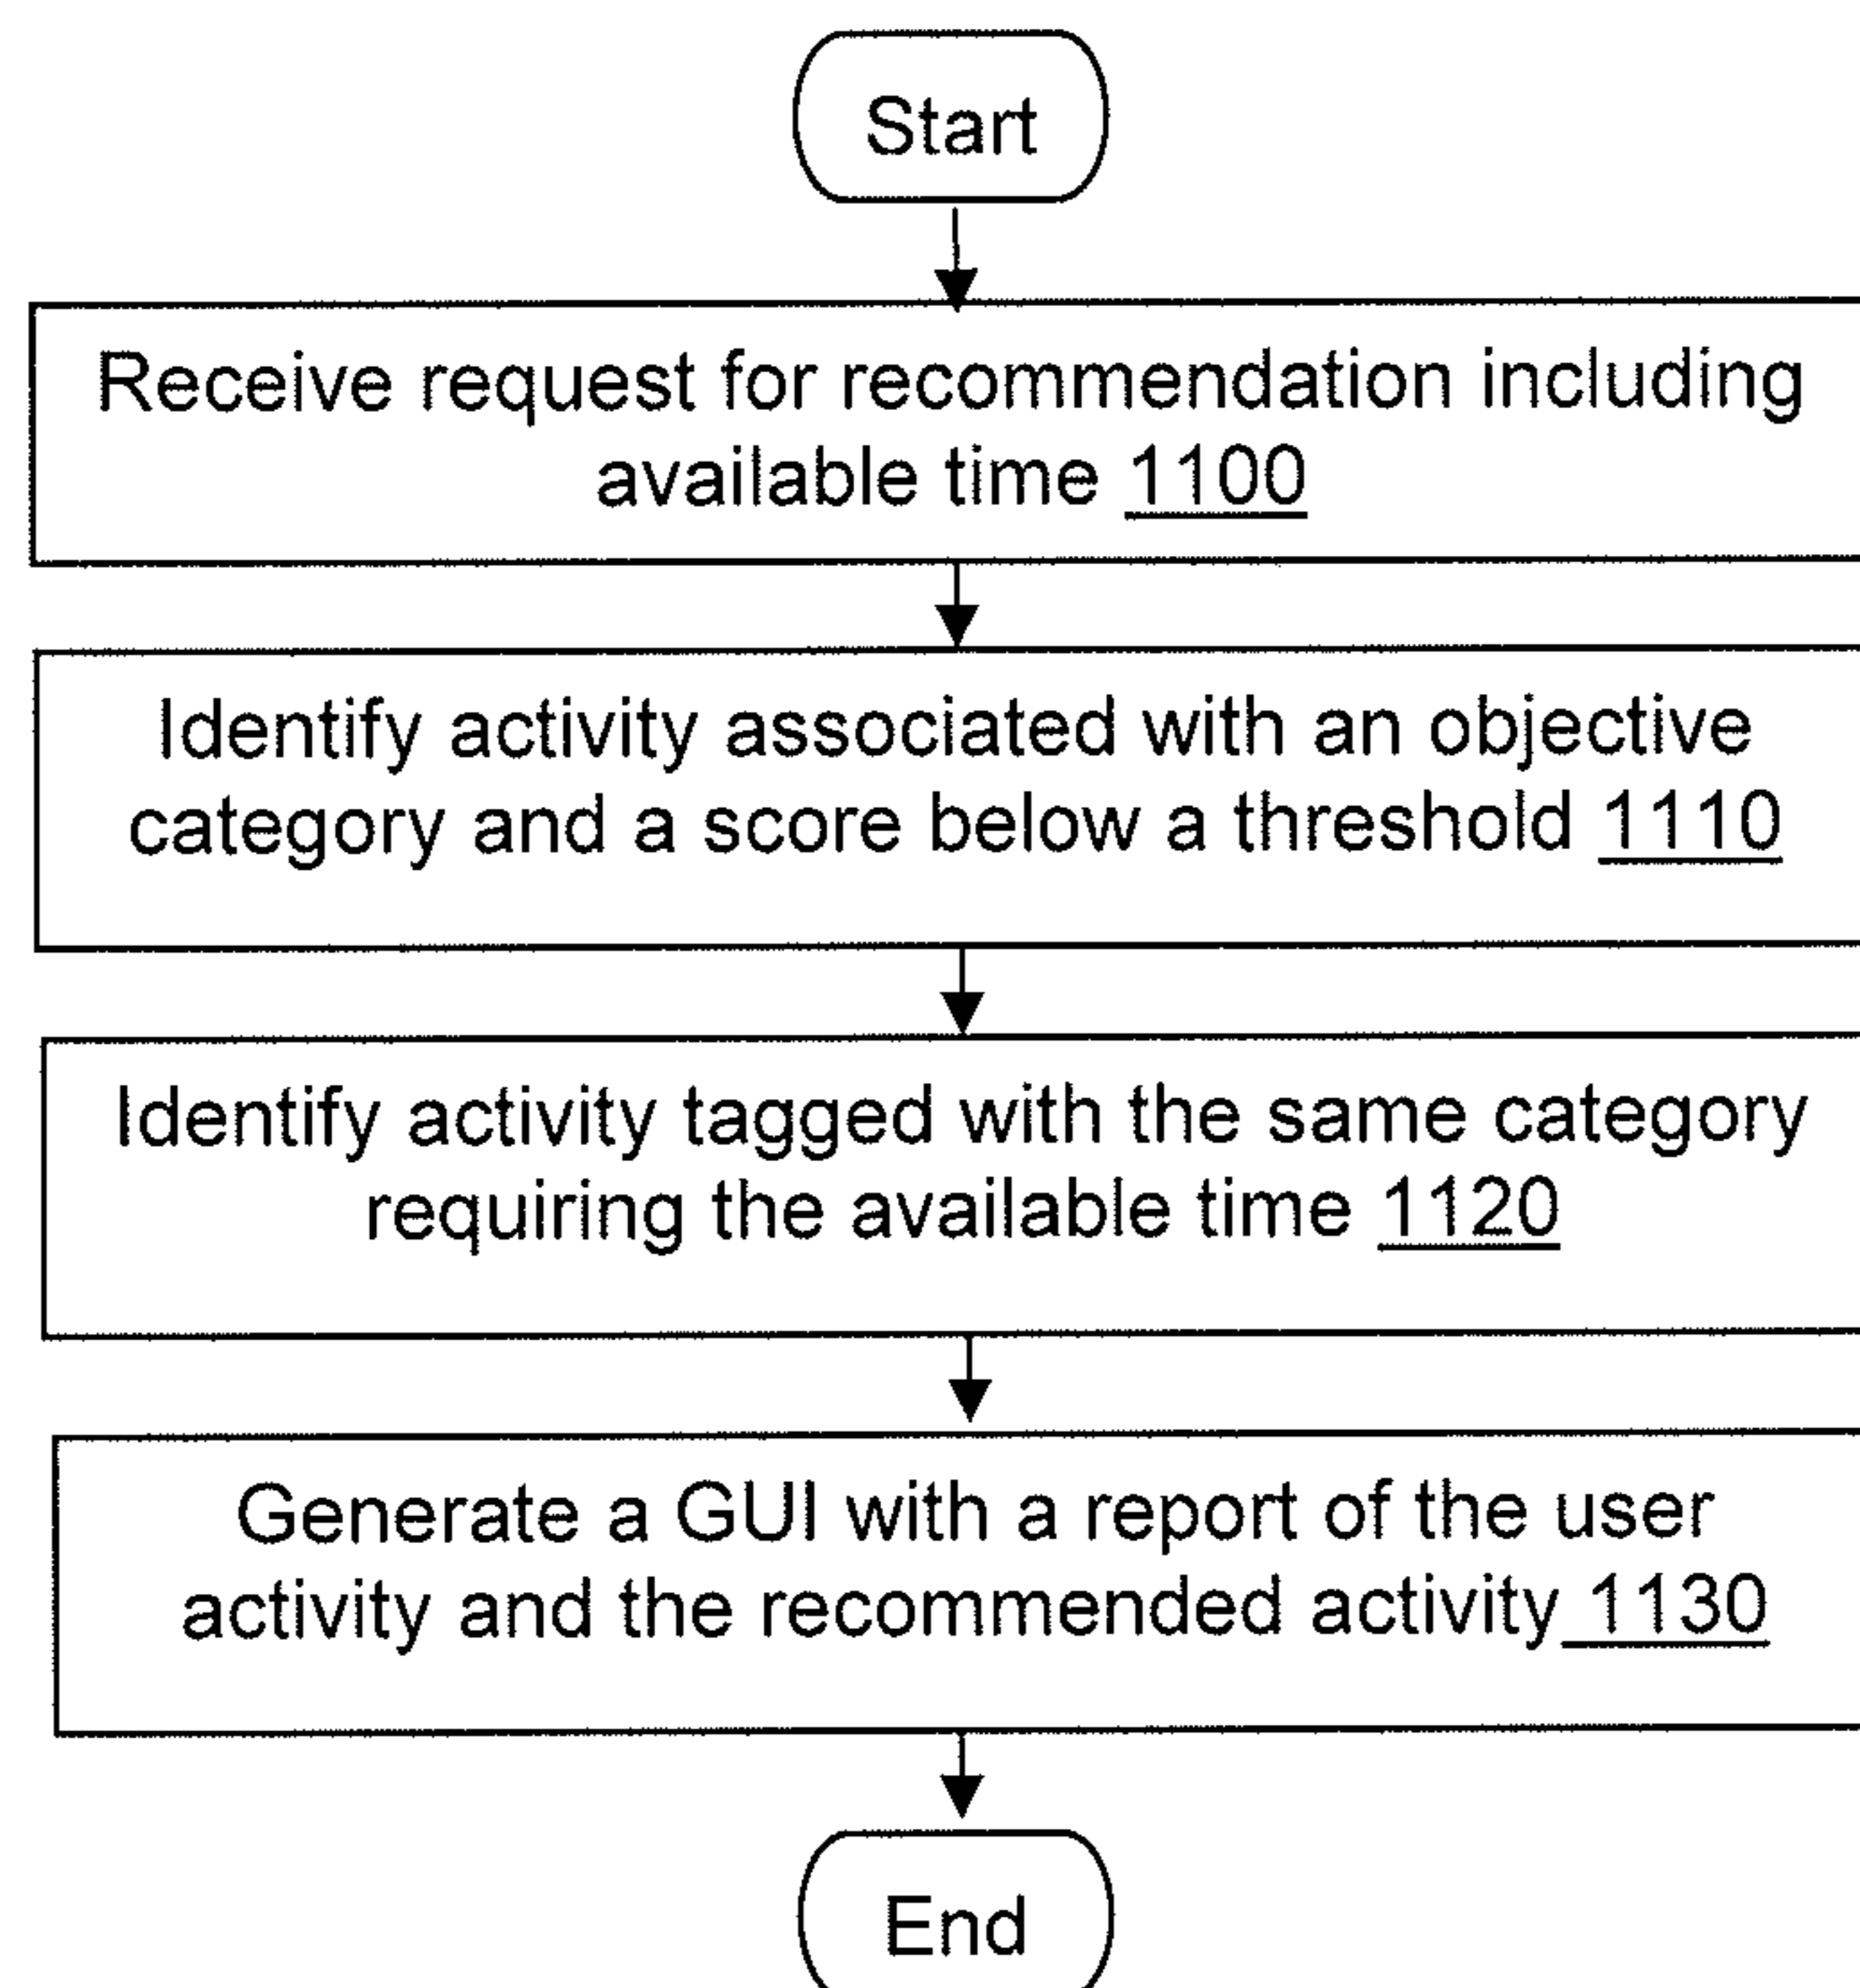 Start
Receive request for recommendation including
available time 1100
Identify activity associated with an objective
category and a score below a threshold 1110
Identify activity tagged with the same category
requiring the available time 1120
Generate a GUI with a report of the user
activity and the recommended activity 1130
End